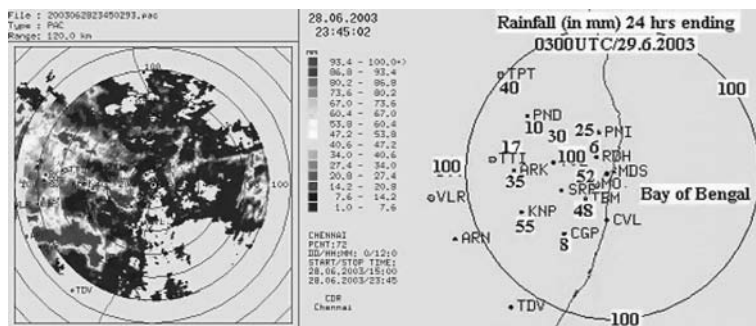 File : 2003062823450293.pac
Type : PAC
Range: 120.0 km
100
100
TDV
28.06.2003
23:45:02
mm
93.4 - 100.0+)
86.8 - 93.4
80.2 - 86.8
73.6 - 80.2
67.0 - 73.6
60.4 - 67.0
53.8 - 60.4
47.2 - 53.8
40.6 - 47.2
34.0 - 40.6
27.4 - 34.0
20.8 - 27.4
14.2 - 20.8
7.6 - 14.2
1.0 - 7.6
CHENNAI
PCNT:72
DD/HH:MM: 0/12:0
START/STOP TIME:
28.06.2003/15:00
28.06.2003/23:45
CDR
Chennai
Rainfall (in mm) 24 hrs ending
0300UTC/29.6.2003
TPT
40
100
100
PND
10
30
25
PMI
17
TTI
6
RDH
100
100
ARK
35
52
MDS
SRP
MO.
VLR
TBM
48
Bay of Bengal
KNP
55
CVL
ARN
CGP
8
TDV
100